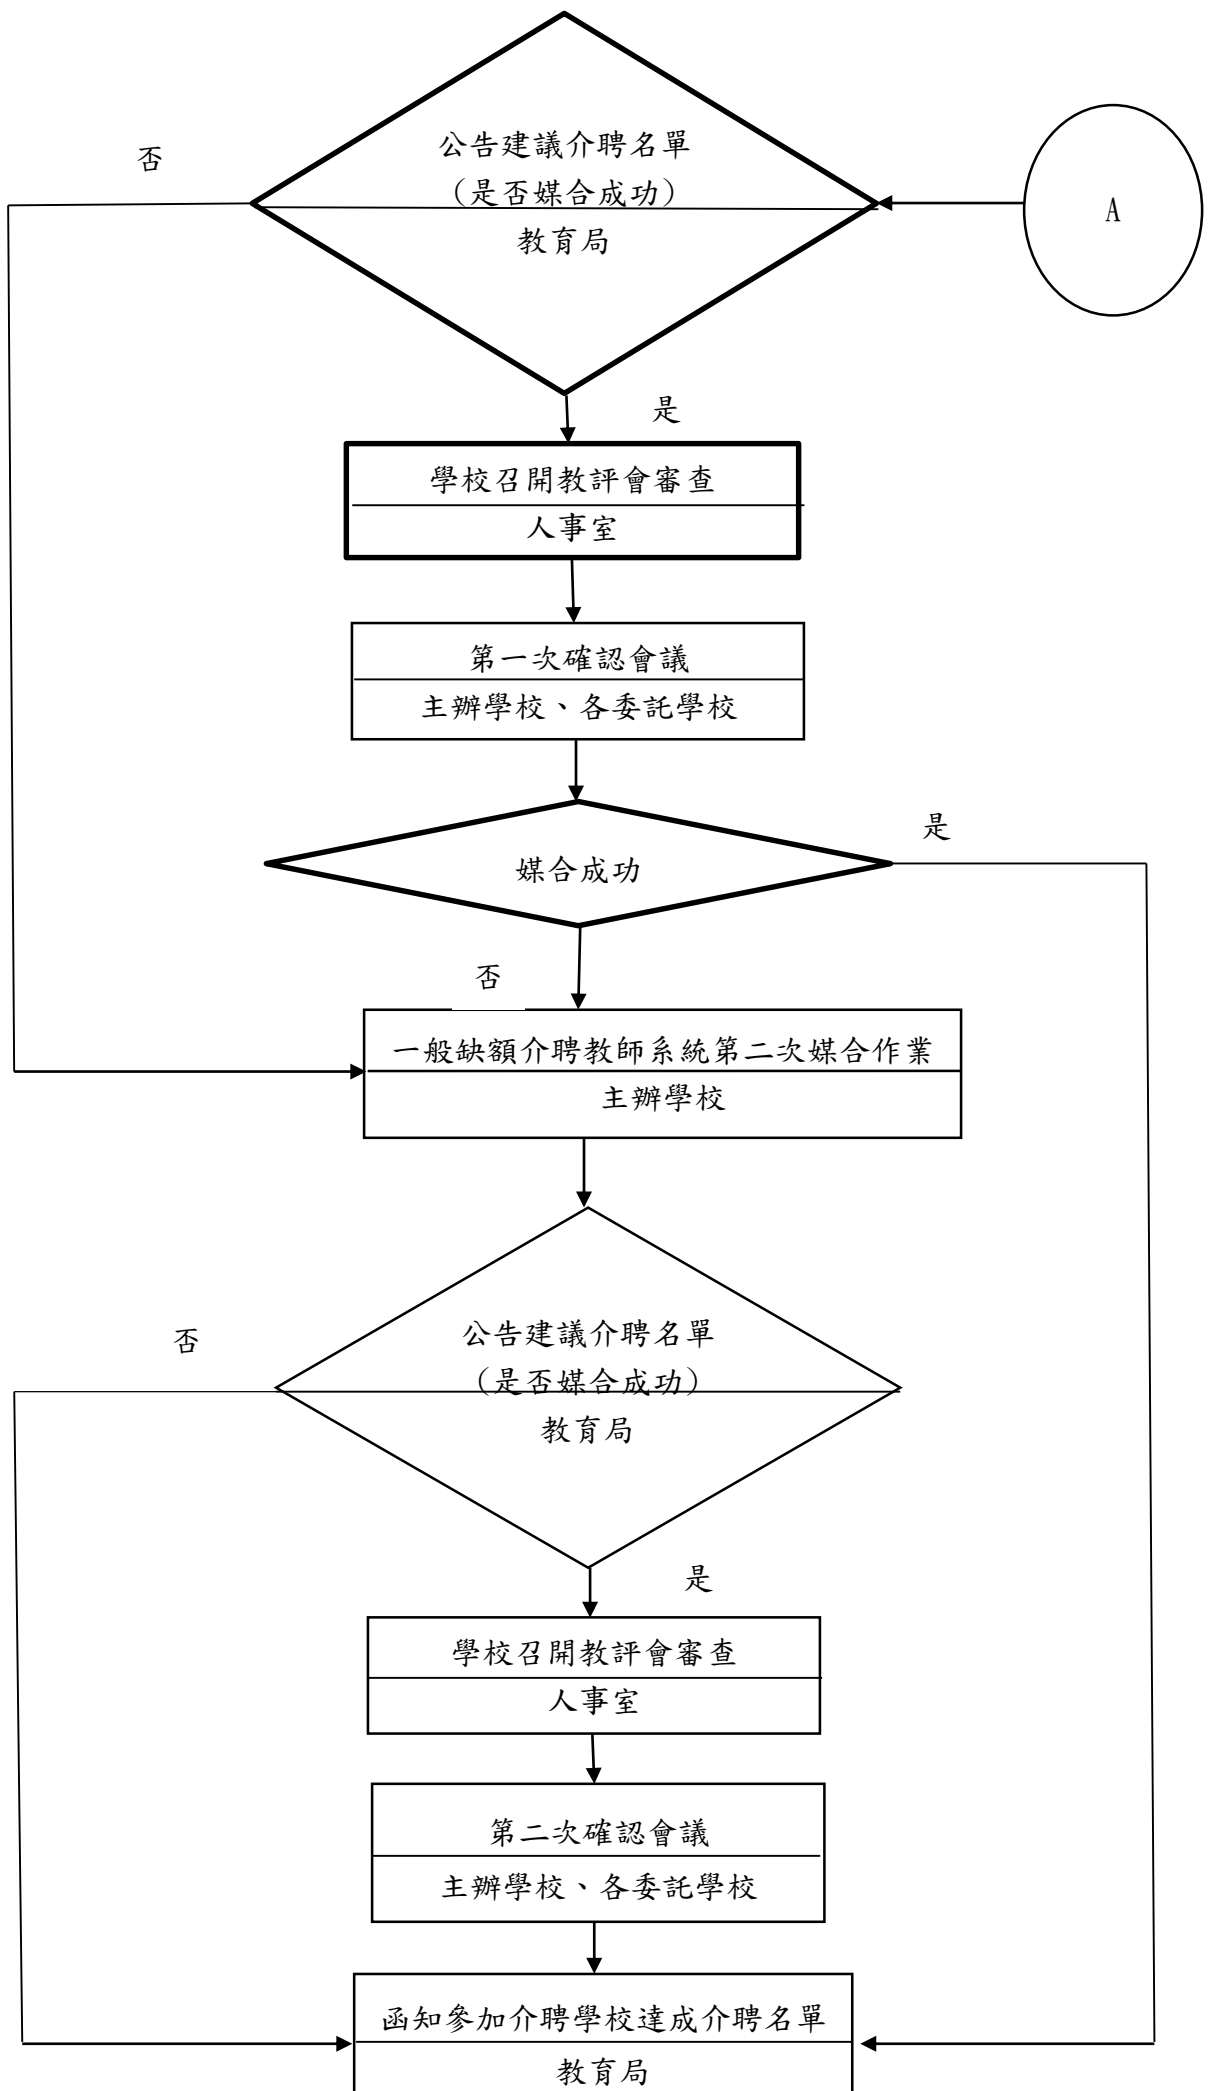 公告建議介聘名單
(是否媒合成功)
教育局
否
A
是
學校召開教評會審查
人事室
第一次確認會議
主辦學校、各委託學校
媒合成功
是
否
一般缺額介聘教師系統第二次媒合作業
主辦學校
公告建議介聘名單
(是否媒合成功)
教育局
否
是
學校召開教評會審查
人事室
第二次確認會議
主辦學校、各委託學校
函知參加介聘學校達成介聘名單
教育局